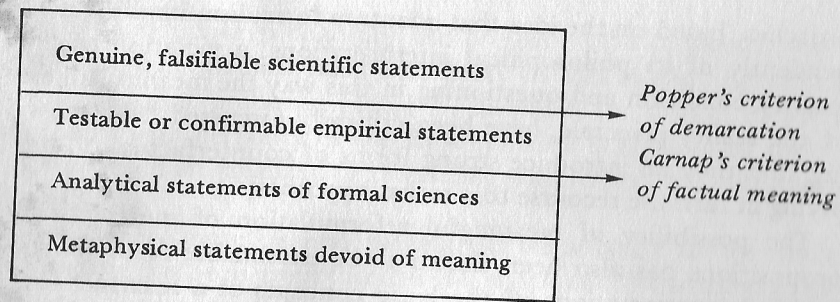 Genuine, falsifiable scientific statements
Testable or confirmable empirical statements
Analytical statements of formal sciences
Metaphysical statements devoid of meaning
Popper's criterion
of demarcation
Carnap's criterion
of factual meaning